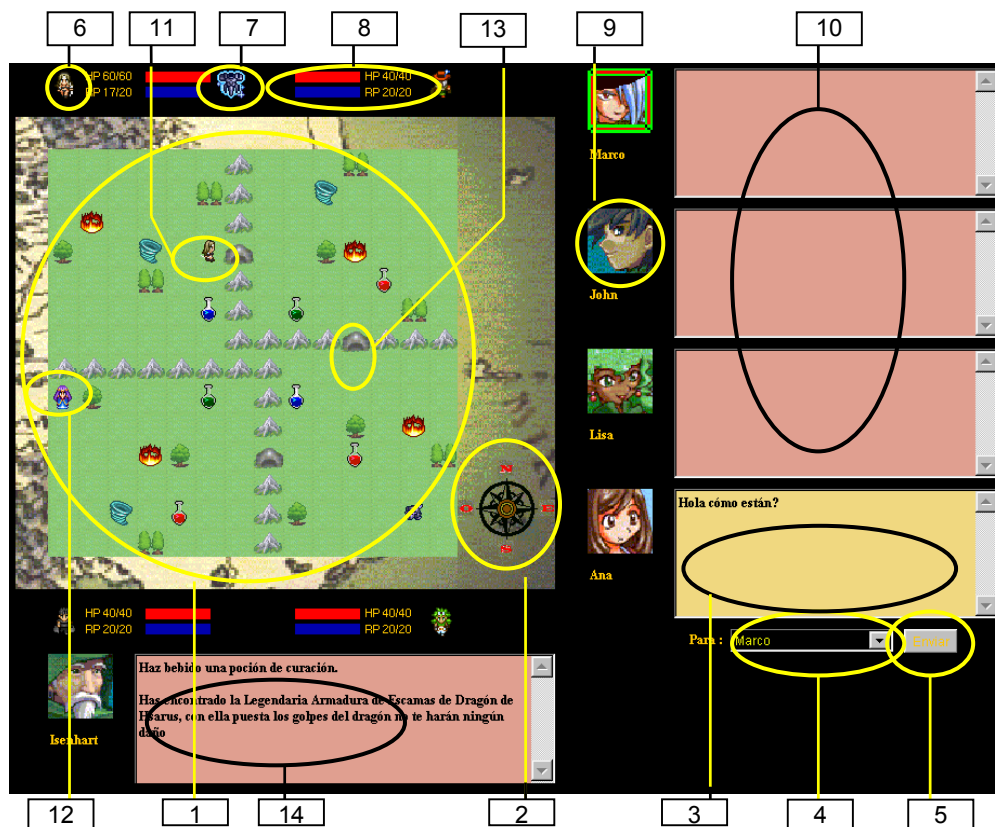 6
11
7
8
13
9
10
HP 60/60
RP 17/20
HP 40/40
RP 20/20
Marco
John
Lisa
N
O
E
S
Hola cómo están?
Ana
HP 40/40
RP 20/20
HP 40/40
RP 20/20
Para :
Marco
Isenhart
Haz bebido una poción de curación.
Has encontrado la Legendaria Armadura de Escamas de Dragón de
con ella puesta los golpes del dragón no te harán ningún
daño
12
1
14
2
3
4
5